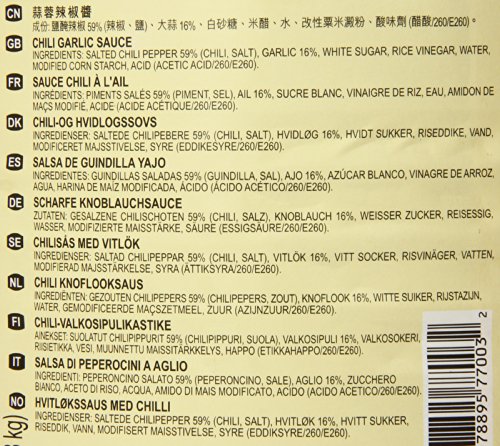 CN 蒜蓉辣椒醬
成份: 鹽醃辣椒 59% (辣椒、鹽)、大蒜 16%、白砂糖、米醋、水、改性粟米澱粉、酸味劑 (醋酸/260/E260)。
GB CHILI GARLIC SAUCE
INGREDIENTS: SALTED CHILI PEPPER 59% (CHILI, SALT), GARLIC 16%, WHITE SUGAR, RICE VINEGAR, WATER,
MODIFIED CORN STARCH, ACID (ACETIC ACID/260/E260).
FR SAUCE CHILI À L'AIL
INGRÉDIENTS: PIMENTS SALÉS 59% (PIMENT, SEL), AIL 16%, SUCRE BLANC, VINAIGRE DE RIZ, EAU, AMIDON DE
MAÇS MODIFIÉ, ACIDE (ACIDE ACÉTIQUE/260/E260).
DK CHILI-OG HVIDLOGSSOVS
INGREDIENSER: SALTEDE CHILIPEBERE 59% (CHILI, SALT), HVIDLØG 16%, HVIDT SUKKER, RISEDDIKE, VAND,
MODIFICERET MAJSSTIVELSE, SYRE (EDDIKESYRE/260/E260).
ES SALSA DE GUINDILLA YAJO
INGREDIENTES: GUINDILLAS SALADAS 59% (GUINDILLA, SAL), AJO 16%, AZÚCAR BLANCO, VINAGRE DE ARROZ,
AGUA, HARINA DE MAÍZ MODIFICADA, ÁCIDO (ÁCIDO ACÉTICO/260/E260).
DE SCHARFE KNOBLAUCHSAUCE
ZUTATEN: GESALZENE CHILISCHOTEN 59% (CHILI, SALZ), KNOBLAUCH 16%, WEISSER ZUCKER, REISESSIG,
WASSER, MODIFIZIERTE MAISSTÄRKE, SÄURE (ESSIGSÄURE/260/E260).
SE CHILISÅS MED VITLÖK
INGREDIENSER: SALTAD CHILIPEPPAR 59% (CHILI, SALT), VITLÖK 16%, VITT SOCKER, RISVINÄGER, VATTEN,
MODIFIERAD MAJSSTÄRKELSE, SYRA (ÄTTIKSYRA/260/E260).
NL CHILI KNOFLOOKSAUS
INGREDIËNTEN: GEZOUTEN CHILIPEPERS 59% (CHILIPEPERS, ZOUT), KNOFLOOK 16%, WITTE SUIKER, RIJSTAZIJN,
WATER, GEMODIFICEERDE MAÇSZETMEEL, ZUUR (AZIJNZUUR/260/E260).
FI CHILI-VALKOSIPULIKASTIKE
AINEKSET: SUOLATUT CHILIPIPPURIT 59% (CHILIPIPPURI, SUOLA), VALKOSIPULI 16%, VALKOSOKERI,
RIISIETIKKA, VESI, MUUNNETTU MAISSITÄRKKELYS, HAPPO (ETIKKAHAPPO/260/E260).
IT SALSA DI PEPEROCINI A AGLIO
INGREDIENTI: PEPERONCINO SALATO 59% (PEPERONCINO, SALE), AGLIO 16%, ZUCCHERO
BIANCO, ACETO DI RISO, ACQUA, AMIDO DI MAIS MODIFICATO, ACIDO (ACIDO ACETICO/260/E260).
NO HVITLØKSSAUS MED CHILLI
INGREDIENSER: SALTEDE CHILIPEPPER 59% (CHILI, SALT), HVITLØK 16%, HVITT SUKKER,
RISEDDIK, VANN, MODIFISERT MAISSTIVELSE, SYRE (EDDIKSYRE/260/E260).
kg)
78895 77003 2